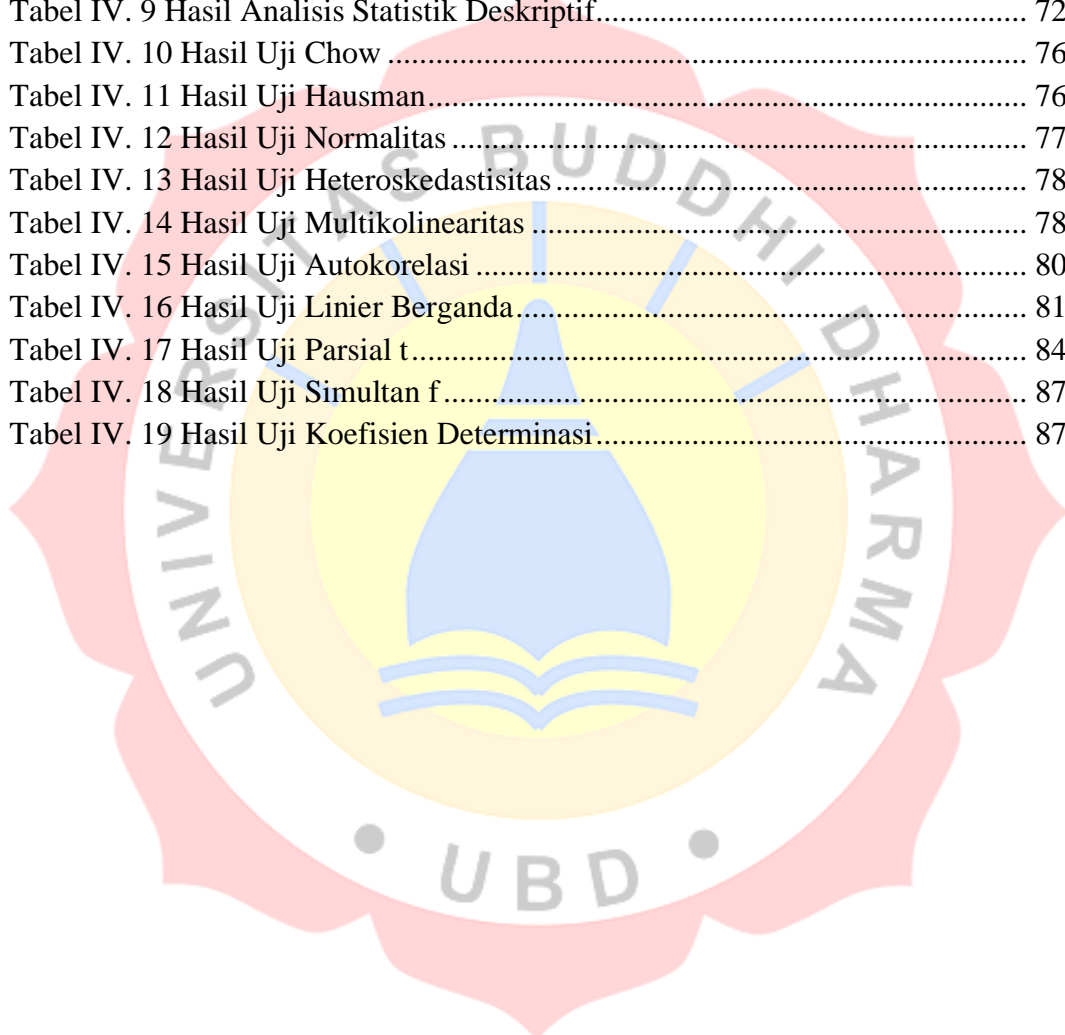 Tabel IV. 9 Hasil Analisis Statistik Deskriptif.................................................... 72
Tabel IV. 10 Hasil Uji Chow ............................................................................. 76
Tabel IV. 11 Hasil Uji Hausman........................................................................ 76
Tabel IV. 12 Hasil Uji Normalitas ..................................................................... 77
Tabel IV. 13 Hasil Uji Heteroskedastisitas ........................................................ 78
Tabel IV. 14 Hasil Uji Multikolinearitas ........................................................... 78
Tabel IV. 15 Hasil Uji Autokorelasi .................................................................. 80
Tabel IV. 16 Hasil Uji Linier Berganda............................................................. 81
Tabel IV. 17 Hasil Uji Parsial t.......................................................................... 84
Tabel IV. 18 Hasil Uji Simultan f ...................................................................... 87
Tabel IV. 19 Hasil Uji Koefisien Determinasi................................................... 87
UNIVERSITAS BUDDHI DHARMA
• UBD •